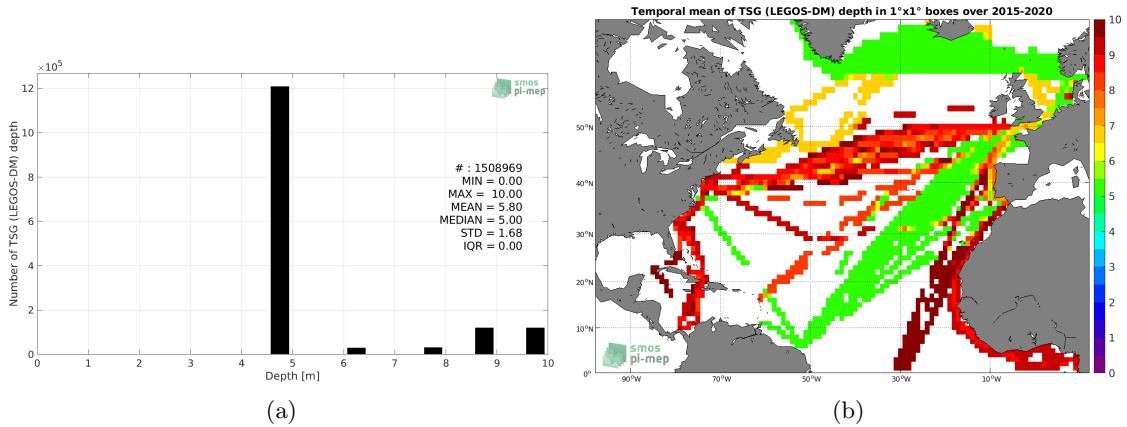 ×10⁵
12
10
8
6
4
2
0
Number of TSG (LEGOS-DM) depth
smos
pi-mep
# : 1508969
MIN = 0.00
MAX = 10.00
MEAN = 5.80
MEDIAN = 5.00
STD = 1.68
IQR = 0.00
0 1 2 3 4 5 6 7 8 9 10
Depth [m]
(a)
Temporal mean of TSG (LEGOS-DM) depth in 1°x1° boxes over 2015-2020
50°N
40°N
30°N
20°N
10°N
0°
90°W 70°W 50°W 30°W 10°W
smos
pi-mep
10
9
8
7
6
5
4
3
2
1
0
(b)